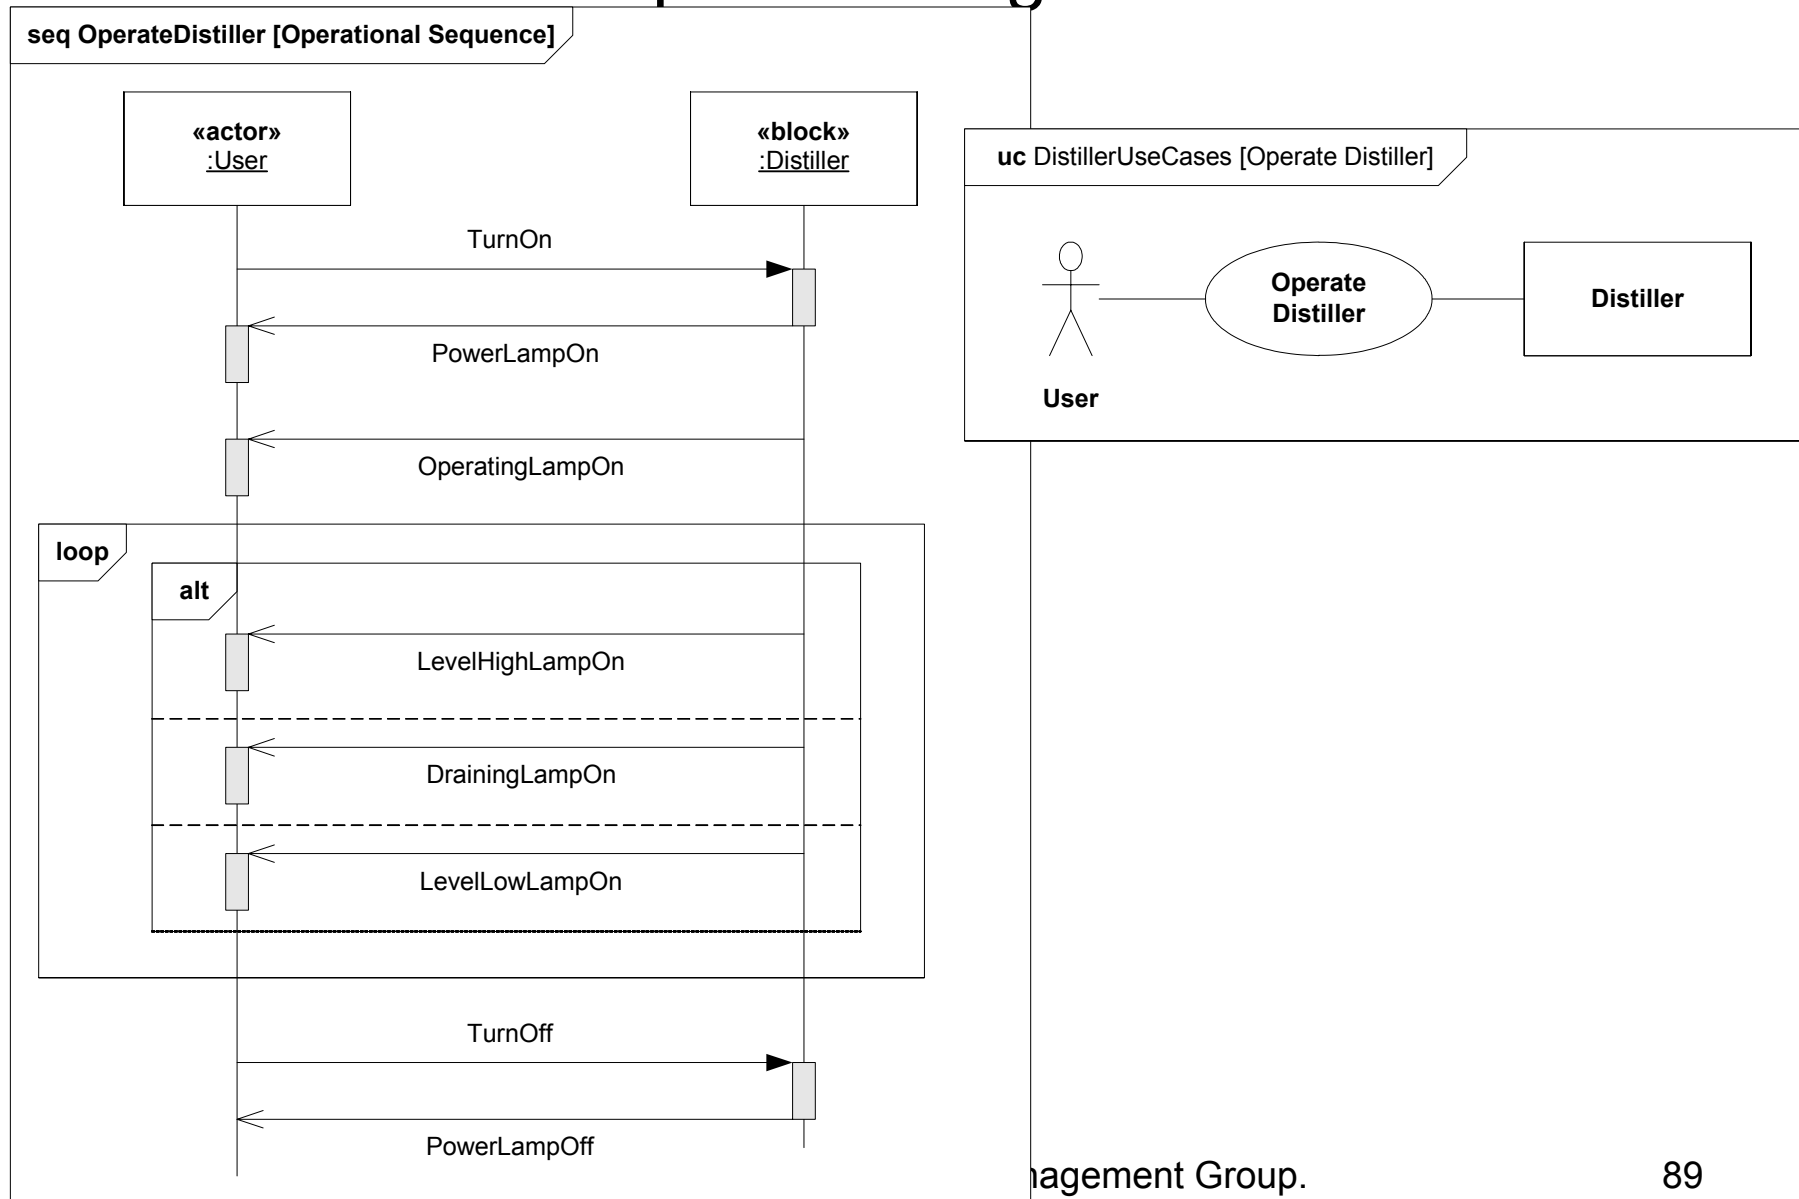 seq OperateDistiller [Operational Sequence]
«actor»
:User
«block»
:Distiller
TurnOn
PowerLampOn
OperatingLampOn
loop
alt
LevelHighLampOn
DrainingLampOn
LevelLowLampOn
TurnOff
PowerLampOff
uc DistillerUseCases [Operate Distiller]
Operate
Distiller
Distiller
User
Group.
89